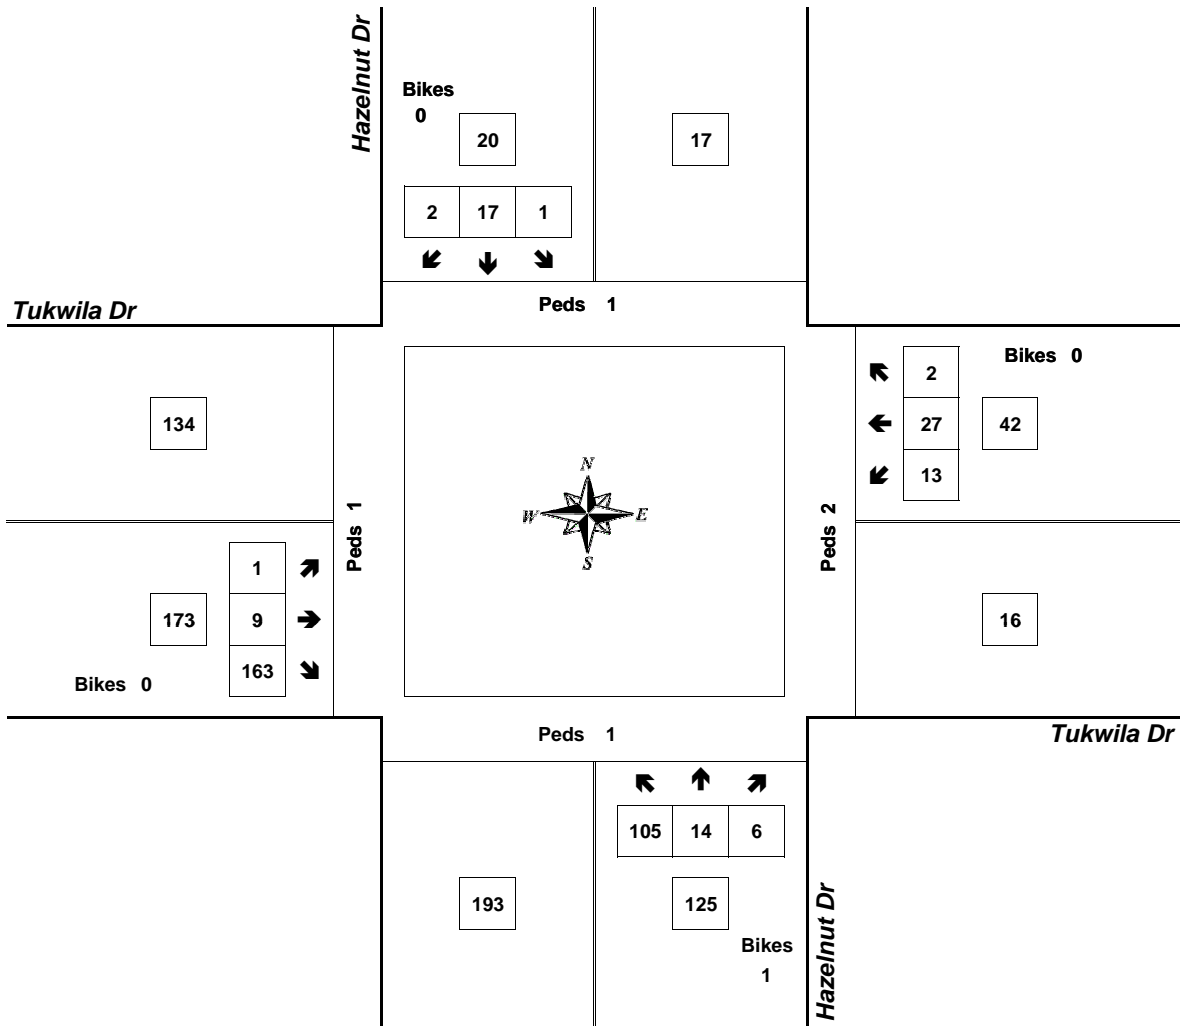 Hazelnut Dr
Bikes
0
20
17
2 17 1
Peds 1
Tukwila Dr
Bikes 0
2
27 42
13
134
N
W E
S
Peds 1
Peds 2
1
173 9
163
Bikes 0
16
Peds 1
Tukwila Dr
105 14 6
193
125
Bikes
1
Hazelnut Dr